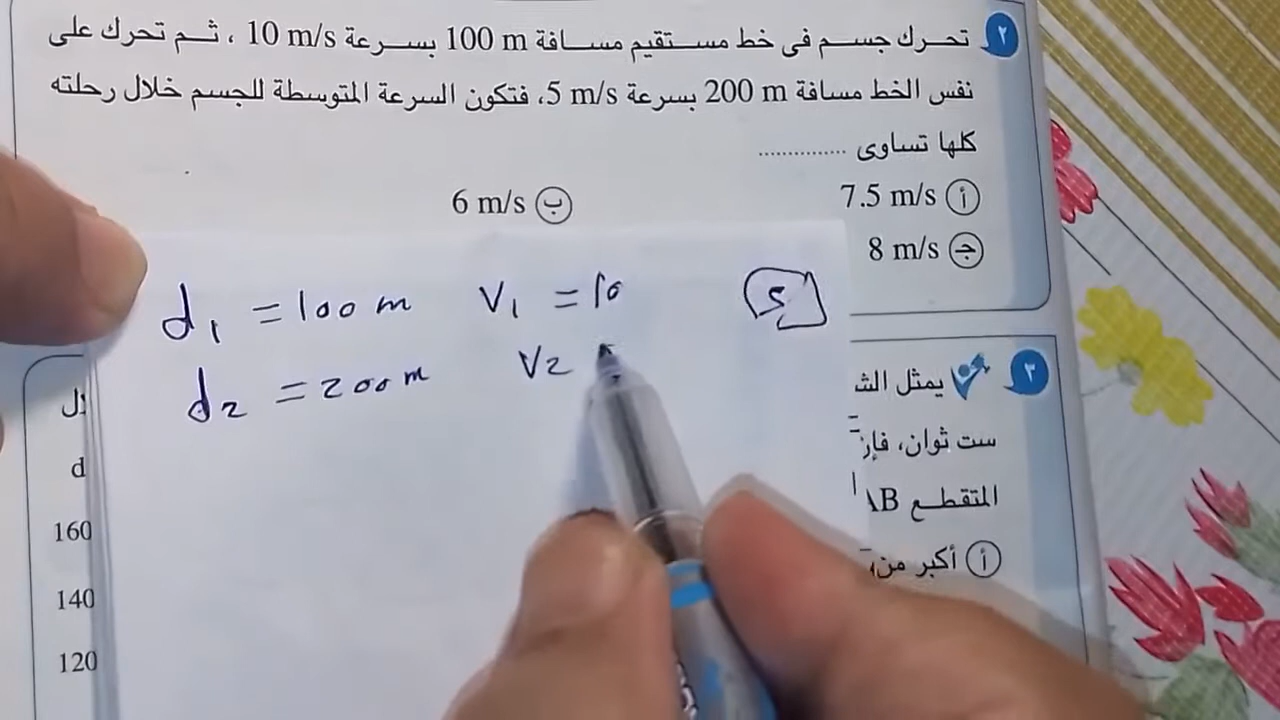 ٢ تحرك جسم فى خط مستقيم مسافة 100 m بسرعة 10 m/s ، ثم تحرك على
نفس الخط مسافة 200 m بسرعة 5 m/s، فتكون السرعة المتوسطة للجسم خلال رحلته
كلها تساوى ..............
أ 7.5 m/s
ب 6 m/s
ج 8 m/s
d1 = 100 m V1 = 10
d2 = 200 m V2
٣ يمثل
ست ثوان،
المتقطع AB
أ أكبر من
d
160
140
120